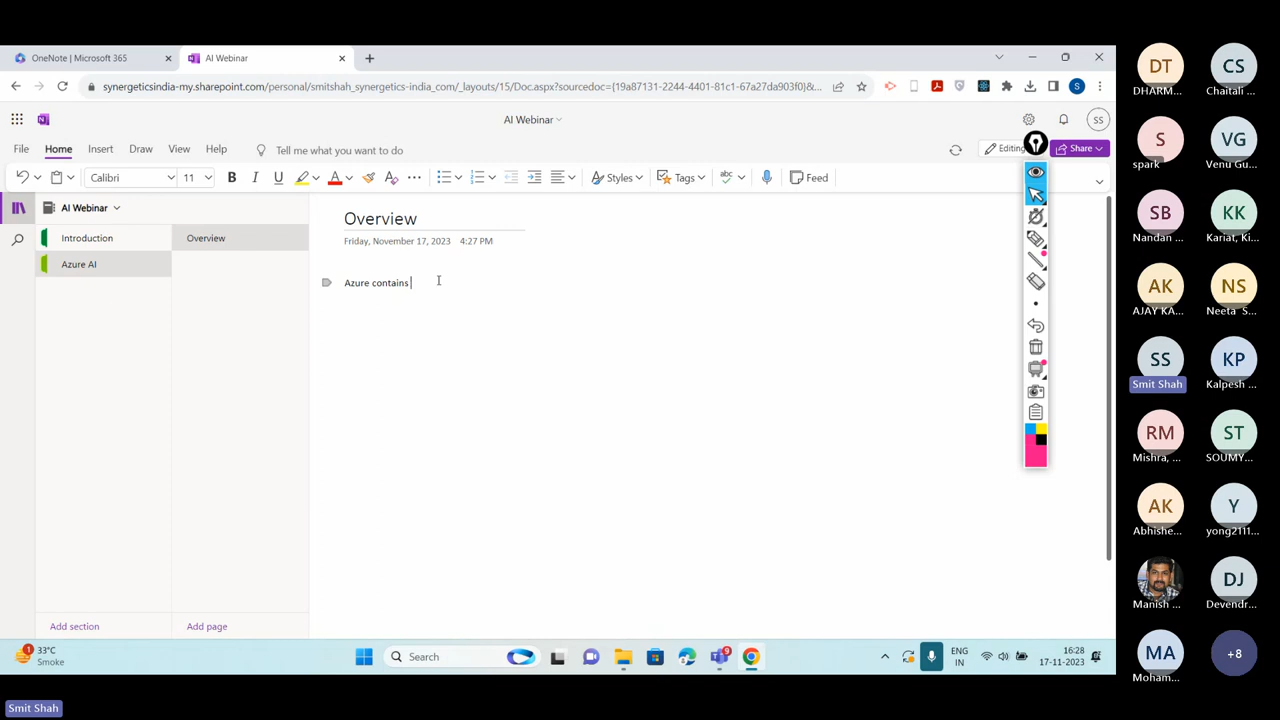 OneNote | Microsoft 365
AI Webinar
synergeticsindia-my.sharepoint.com/personal/smitshah_synergetics-india_com/_layouts/15/Doc.aspx?sourcedoc={19a87131-2244-4401-81c1-67a27da903f0}&...
S
AI Webinar
SS
File Home Insert Draw View Help Tell me what you want to do
Editing
Share
Calibri 11 B I U A Styles Tags abc Feed
AI Webinar
Introduction
Azure AI
Overview
Add section
Add page
Overview
Friday, November 17, 2023 4:27 PM
Azure contains
1
33°C
Smoke
Search
9
ENG
IN
16:28
17-11-2023
DT
DHARM...
CS
Chaitali ...
S
spark
VG
Venu Gu...
SB
Nandan ...
KK
Kariat, Ki...
AK
AJAY KA...
NS
Neeta S...
SS
Smit Shah
KP
Kalpesh ...
RM
Mishra, ...
ST
SOUMY...
AK
Abhishe...
Y
yong2111...
Manish ...
DJ
Devendr...
MA
Moham...
+8
Smit Shah